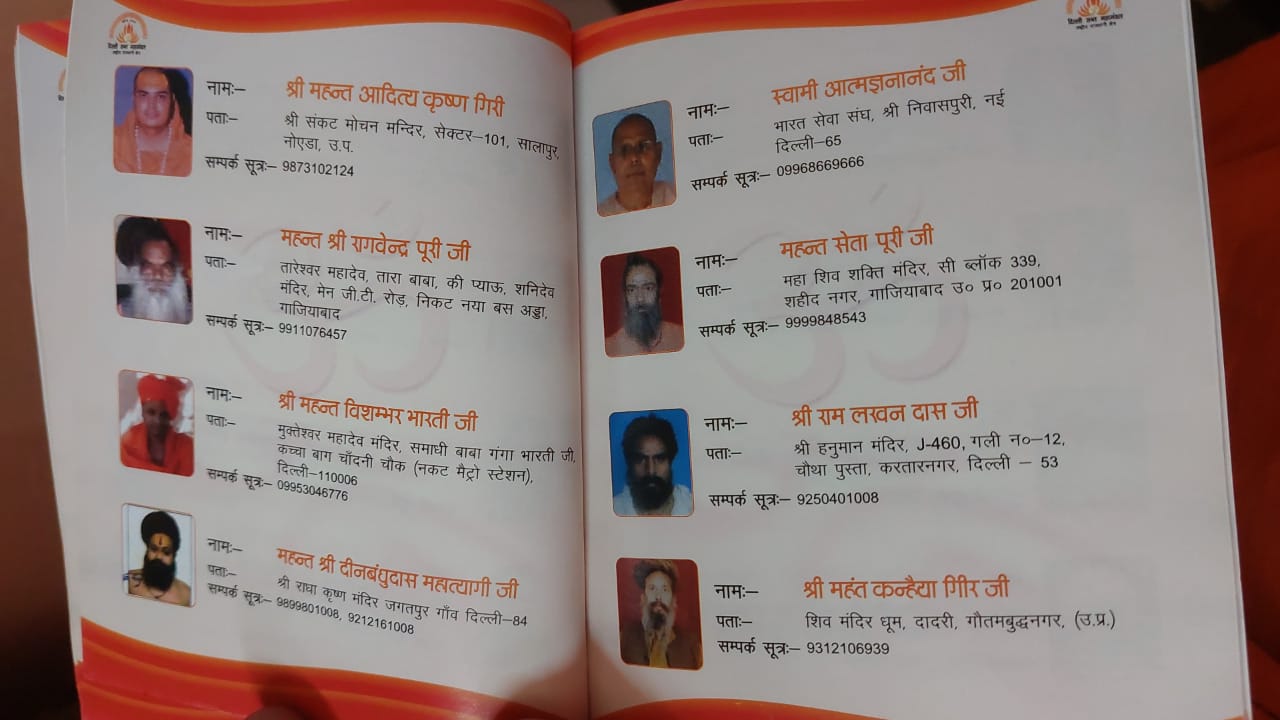 दिल्ली सन्त महामंडल
राष्ट्रीय राजधानी क्षेत्र
नामः– श्री महन्त आदित्य कृष्ण गिरी
पताः– श्री संकट मोचन मन्दिर, सेक्टर–101, सालापुर,
नोएडा, उ.प.
सम्पर्क सूत्रः– 9873102124
नामः– महन्त श्री रागवेन्द्र पूरी जी
पताः– तारेश्वर महादेव, तारा बाबा, की प्याऊ, शनिदेव
मंदिर, मेन जी.टी. रोड़, निकट नया बस अड्डा,
गाजियाबाद
सम्पर्क सूत्रः– 9911076457
नामः– श्री महन्त विशम्भर भारती जी
पताः– मुक्तेश्वर महादेव मंदिर, समाधी बाबा गंगा भारती जी,
कच्चा बाग चाँदनी चौक (नकट मैट्रो स्टेशन),
दिल्ली–110006
सम्पर्क सूत्रः– 09953046776
नामः– महन्त श्री दीनबंधुदास महात्यागी जी
पताः– श्री राधा कृष्ण मंदिर जगतपुर गाँव दिल्ली–84
सम्पर्क सूत्रः– 9899801008, 9212161008
दिल्ली सन्त महामंडल
राष्ट्रीय राजधानी क्षेत्र
नामः– स्वामी आत्मज्ञनानंद जी
पताः– भारत सेवा संघ, श्री निवासपुरी, नई
दिल्ली–65
सम्पर्क सूत्रः– 09968669666
नामः– महन्त सेता पूरी जी
पताः– महा शिव शक्ति मंदिर, सी ब्लॉक 339,
शहीद नगर, गाजियाबाद उ० प्र० 201001
सम्पर्क सूत्रः– 9999848543
नामः– श्री राम लखन दास जी
पताः– श्री हनुमान मंदिर, J-460, गली न०–12,
चौथा पुस्ता, करतारनगर, दिल्ली – 53
सम्पर्क सूत्रः– 9250401008
नामः– श्री महंत कन्हैया गिीर जी
पताः– शिव मंदिर धूम, दादरी, गौतमबुद्धनगर, (उ.प्र.)
सम्पर्क सूत्रः– 9312106939